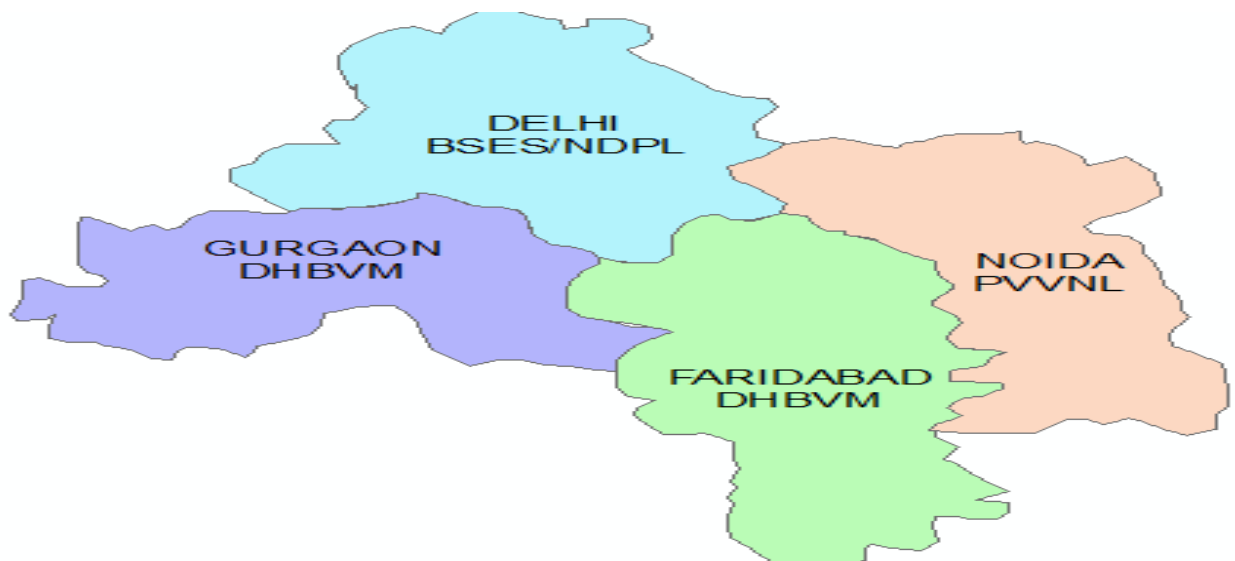 DELHI
BSES/NDPL
GURGAON
DHBVM
NOIDA
PVVNL
FARIDABAD
DHBVM